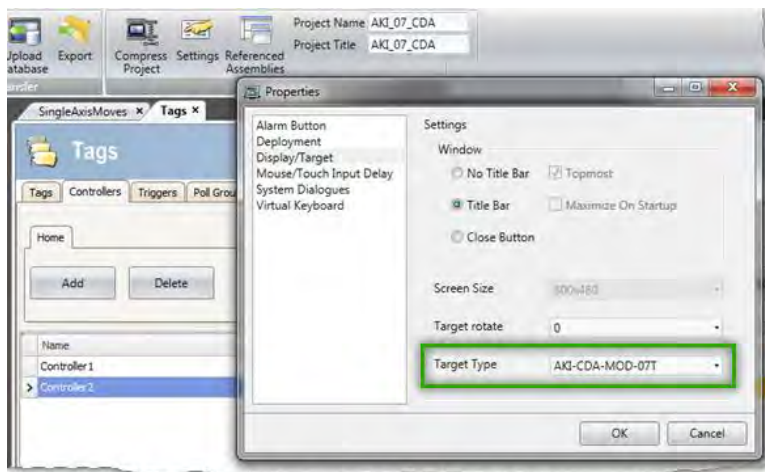 Project Name AKI_07_CDA
Project Title AKI_07_CDA
Upload Export Compress Settings Referenced
Database Project Assemblies
Properties
SingleAxisMoves × Tags ×
Tags
Tags Controllers Triggers Poll Grou
Home
Add Delete
Name
Controller1
Controller2
Alarm Button
Deployment
Display/Target
Mouse/Touch Input Delay
System Dialogues
Virtual Keyboard
Settings
Window
No Title Bar Topmost
Title Bar Maximize On Startup
Close Button
Screen Size 800x480
Target rotate 0
Target Type AKI-CDA-MOD-07T
OK Cancel